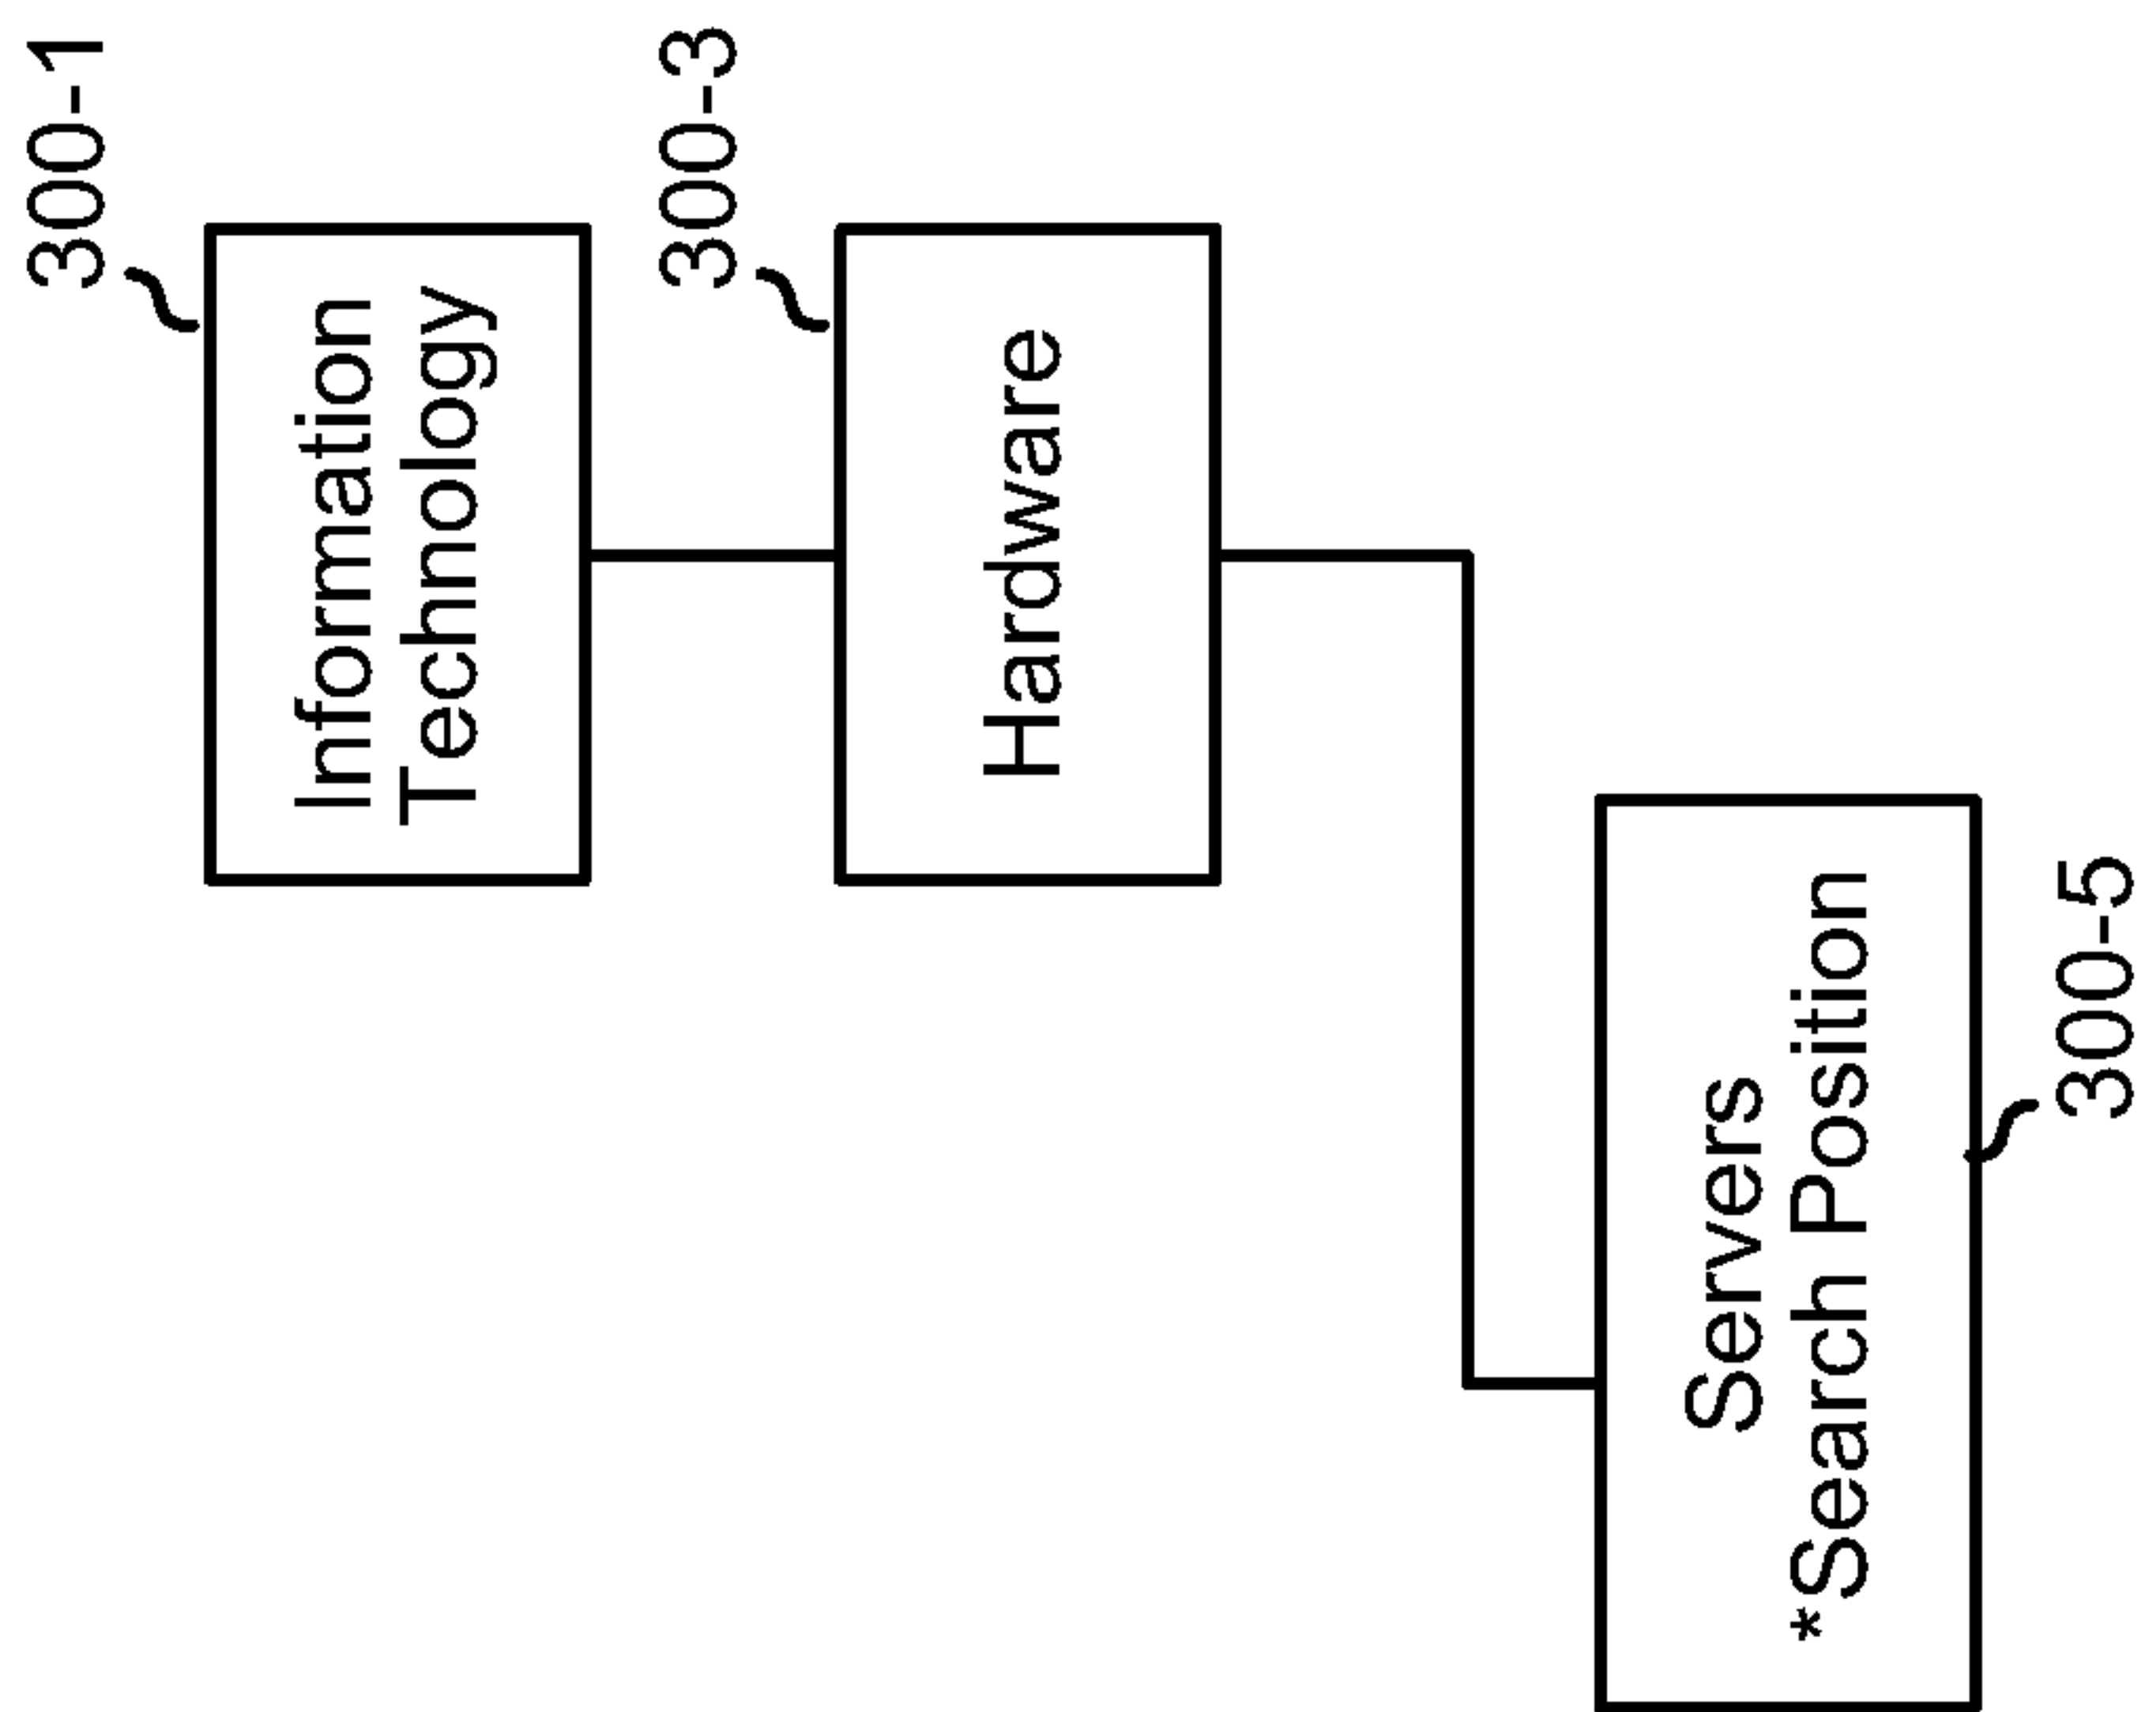 300-1
Information
Technology
300-3
Hardware
Servers
*Search Position
300-5